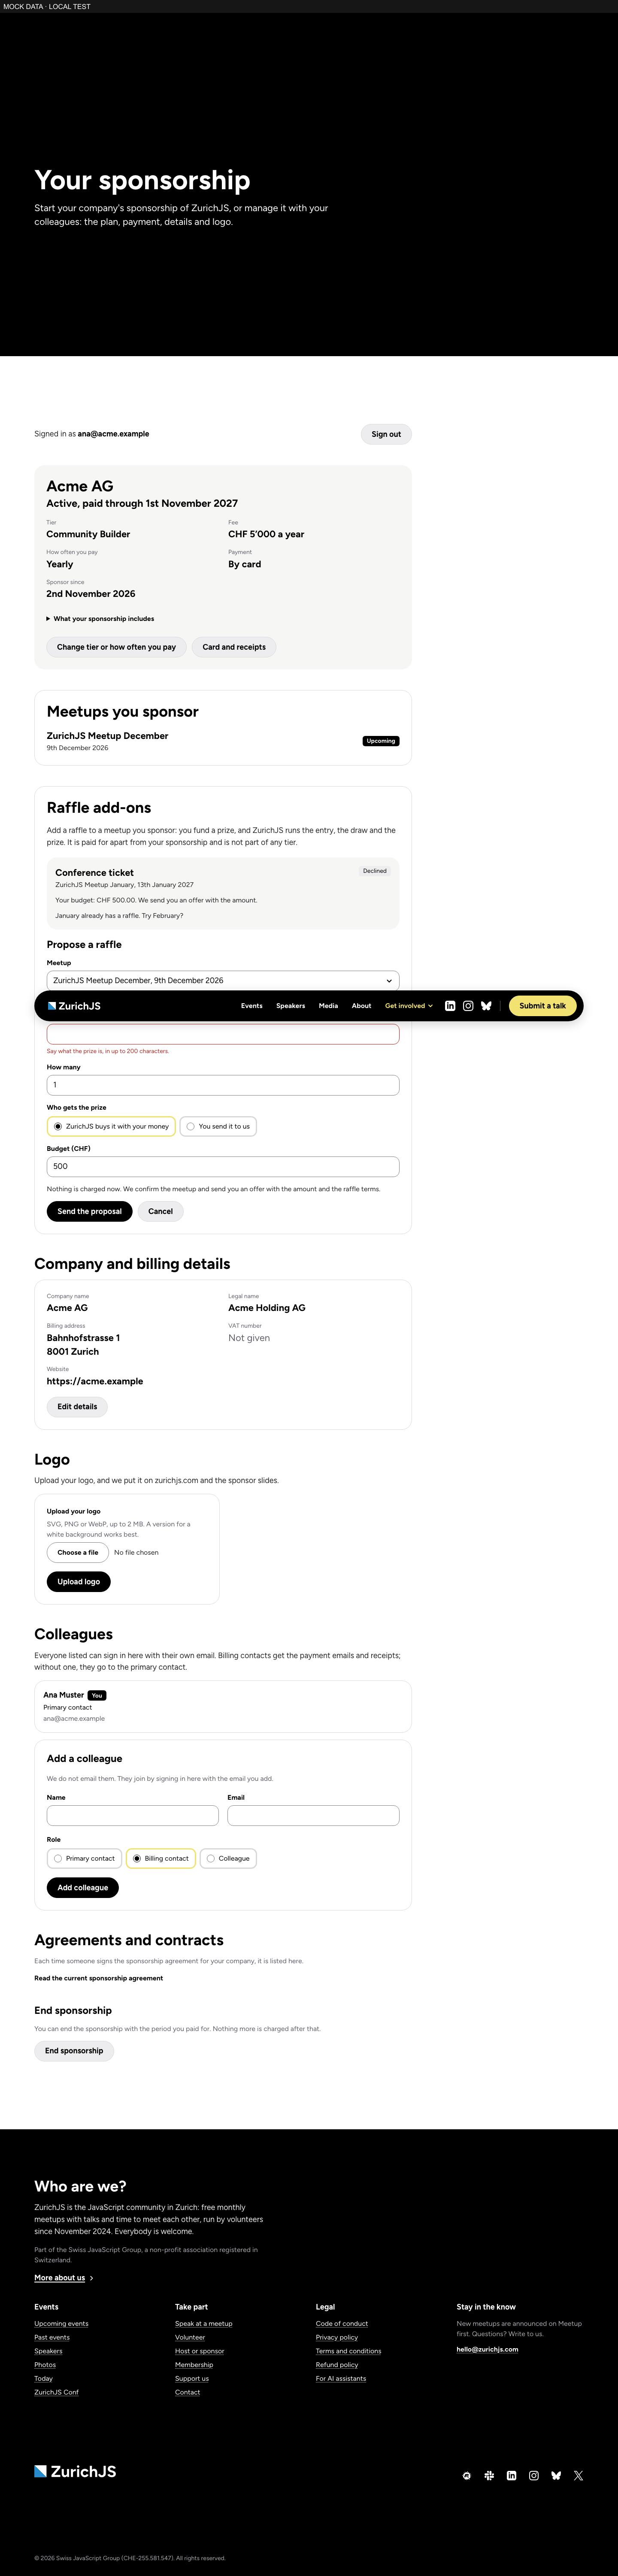 MOCK DATA · LOCAL TEST
Your sponsorship
Start your company's sponsorship of ZurichJS, or manage it with your
colleagues: the plan, payment, details and logo.
Signed in as ana@acme.example
Sign out
Acme AG
Active, paid through 1st November 2027
Tier
Community Builder
Fee
CHF 5’000 a year
How often you pay
Yearly
Payment
By card
Sponsor since
2nd November 2026
What your sponsorship includes
Change tier or how often you pay
Card and receipts
Meetups you sponsor
ZurichJS Meetup December
9th December 2026
Upcoming
Raffle add-ons
Add a raffle to a meetup you sponsor: you fund a prize, and ZurichJS runs the entry, the draw and the
prize. It is paid for apart from your sponsorship and is not part of any tier.
Conference ticket
Declined
ZurichJS Meetup January, 13th January 2027
Your budget: CHF 500.00. We send you an offer with the amount.
January already has a raffle. Try February?
Propose a raffle
Meetup
ZurichJS Meetup December, 9th December 2026
ZurichJS
Events
Speakers
Media
About
Get involved
Submit a talk
Say what the prize is, in up to 200 characters.
How many
1
Who gets the prize
ZurichJS buys it with your money
You send it to us
Budget (CHF)
500
Nothing is charged now. We confirm the meetup and send you an offer with the amount and the raffle terms.
Send the proposal
Cancel
Company and billing details
Company name
Acme AG
Legal name
Acme Holding AG
Billing address
Bahnhofstrasse 1
8001 Zurich
VAT number
Not given
Website
https://acme.example
Edit details
Logo
Upload your logo, and we put it on zurichjs.com and the sponsor slides.
Upload your logo
SVG, PNG or WebP, up to 2 MB. A version for a
white background works best.
Choose a file
No file chosen
Upload logo
Colleagues
Everyone listed can sign in here with their own email. Billing contacts get the payment emails and receipts;
without one, they go to the primary contact.
Ana Muster
You
Primary contact
ana@acme.example
Add a colleague
We do not email them. They join by signing in here with the email you add.
Name
Email
Role
Primary contact
Billing contact
Colleague
Add colleague
Agreements and contracts
Each time someone signs the sponsorship agreement for your company, it is listed here.
Read the current sponsorship agreement
End sponsorship
You can end the sponsorship with the period you paid for. Nothing more is charged after that.
End sponsorship
Who are we?
ZurichJS is the JavaScript community in Zurich: free monthly
meetups with talks and time to meet each other, run by volunteers
since November 2024. Everybody is welcome.
Part of the Swiss JavaScript Group, a non-profit association registered in
Switzerland.
More about us
Events
Upcoming events
Past events
Speakers
Photos
Today
ZurichJS Conf
Take part
Speak at a meetup
Volunteer
Host or sponsor
Membership
Support us
Contact
Legal
Code of conduct
Privacy policy
Terms and conditions
Refund policy
For AI assistants
Stay in the know
New meetups are announced on Meetup
first. Questions? Write to us.
hello@zurichjs.com
ZurichJS
© 2026 Swiss JavaScript Group (CHE-255.581.547). All rights reserved.